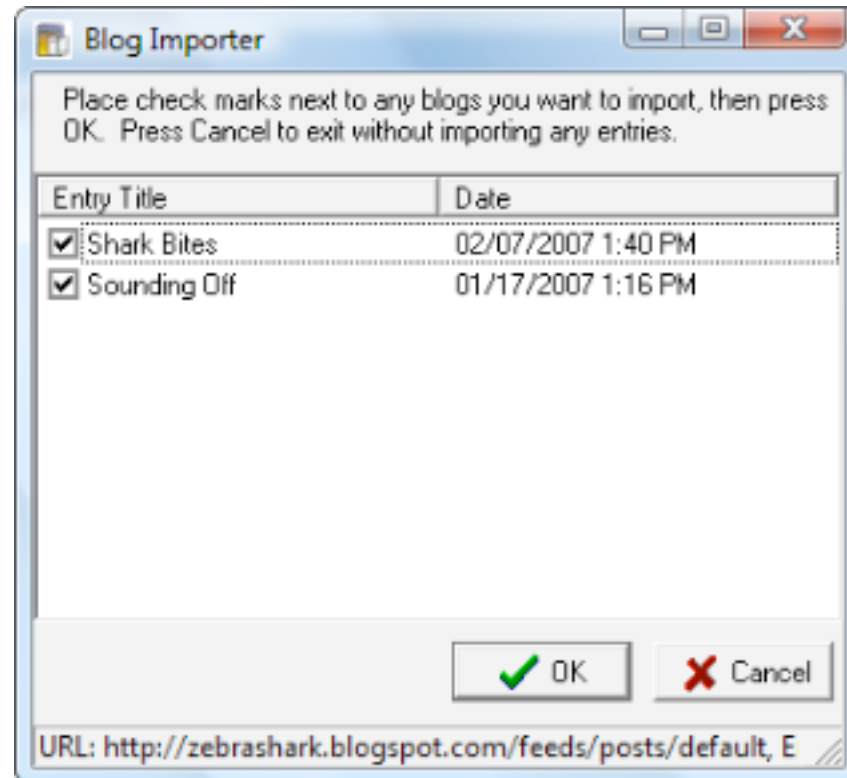 Blog Importer
Place check marks next to any blogs you want to import, then press
OK. Press Cancel to exit without importing any entries.
Entry Title Date
Shark Bites 02/07/2007 1:40 PM
Sounding Off 01/17/2007 1:16 PM
OK Cancel
URL: http://zebrashark.blogspot.com/feeds/posts/default, E